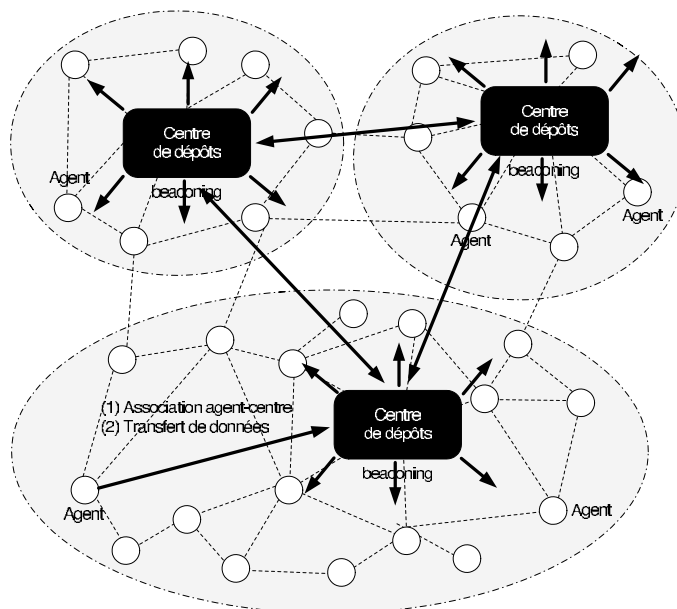 Centre
de dépôts
beaconing
Agent
Centre
de dépôts
beaconing
Agent
Agent
(1) Association agent-centre
(2) Transfert de données
Centre
de dépôts
beaconing
Agent
Agent